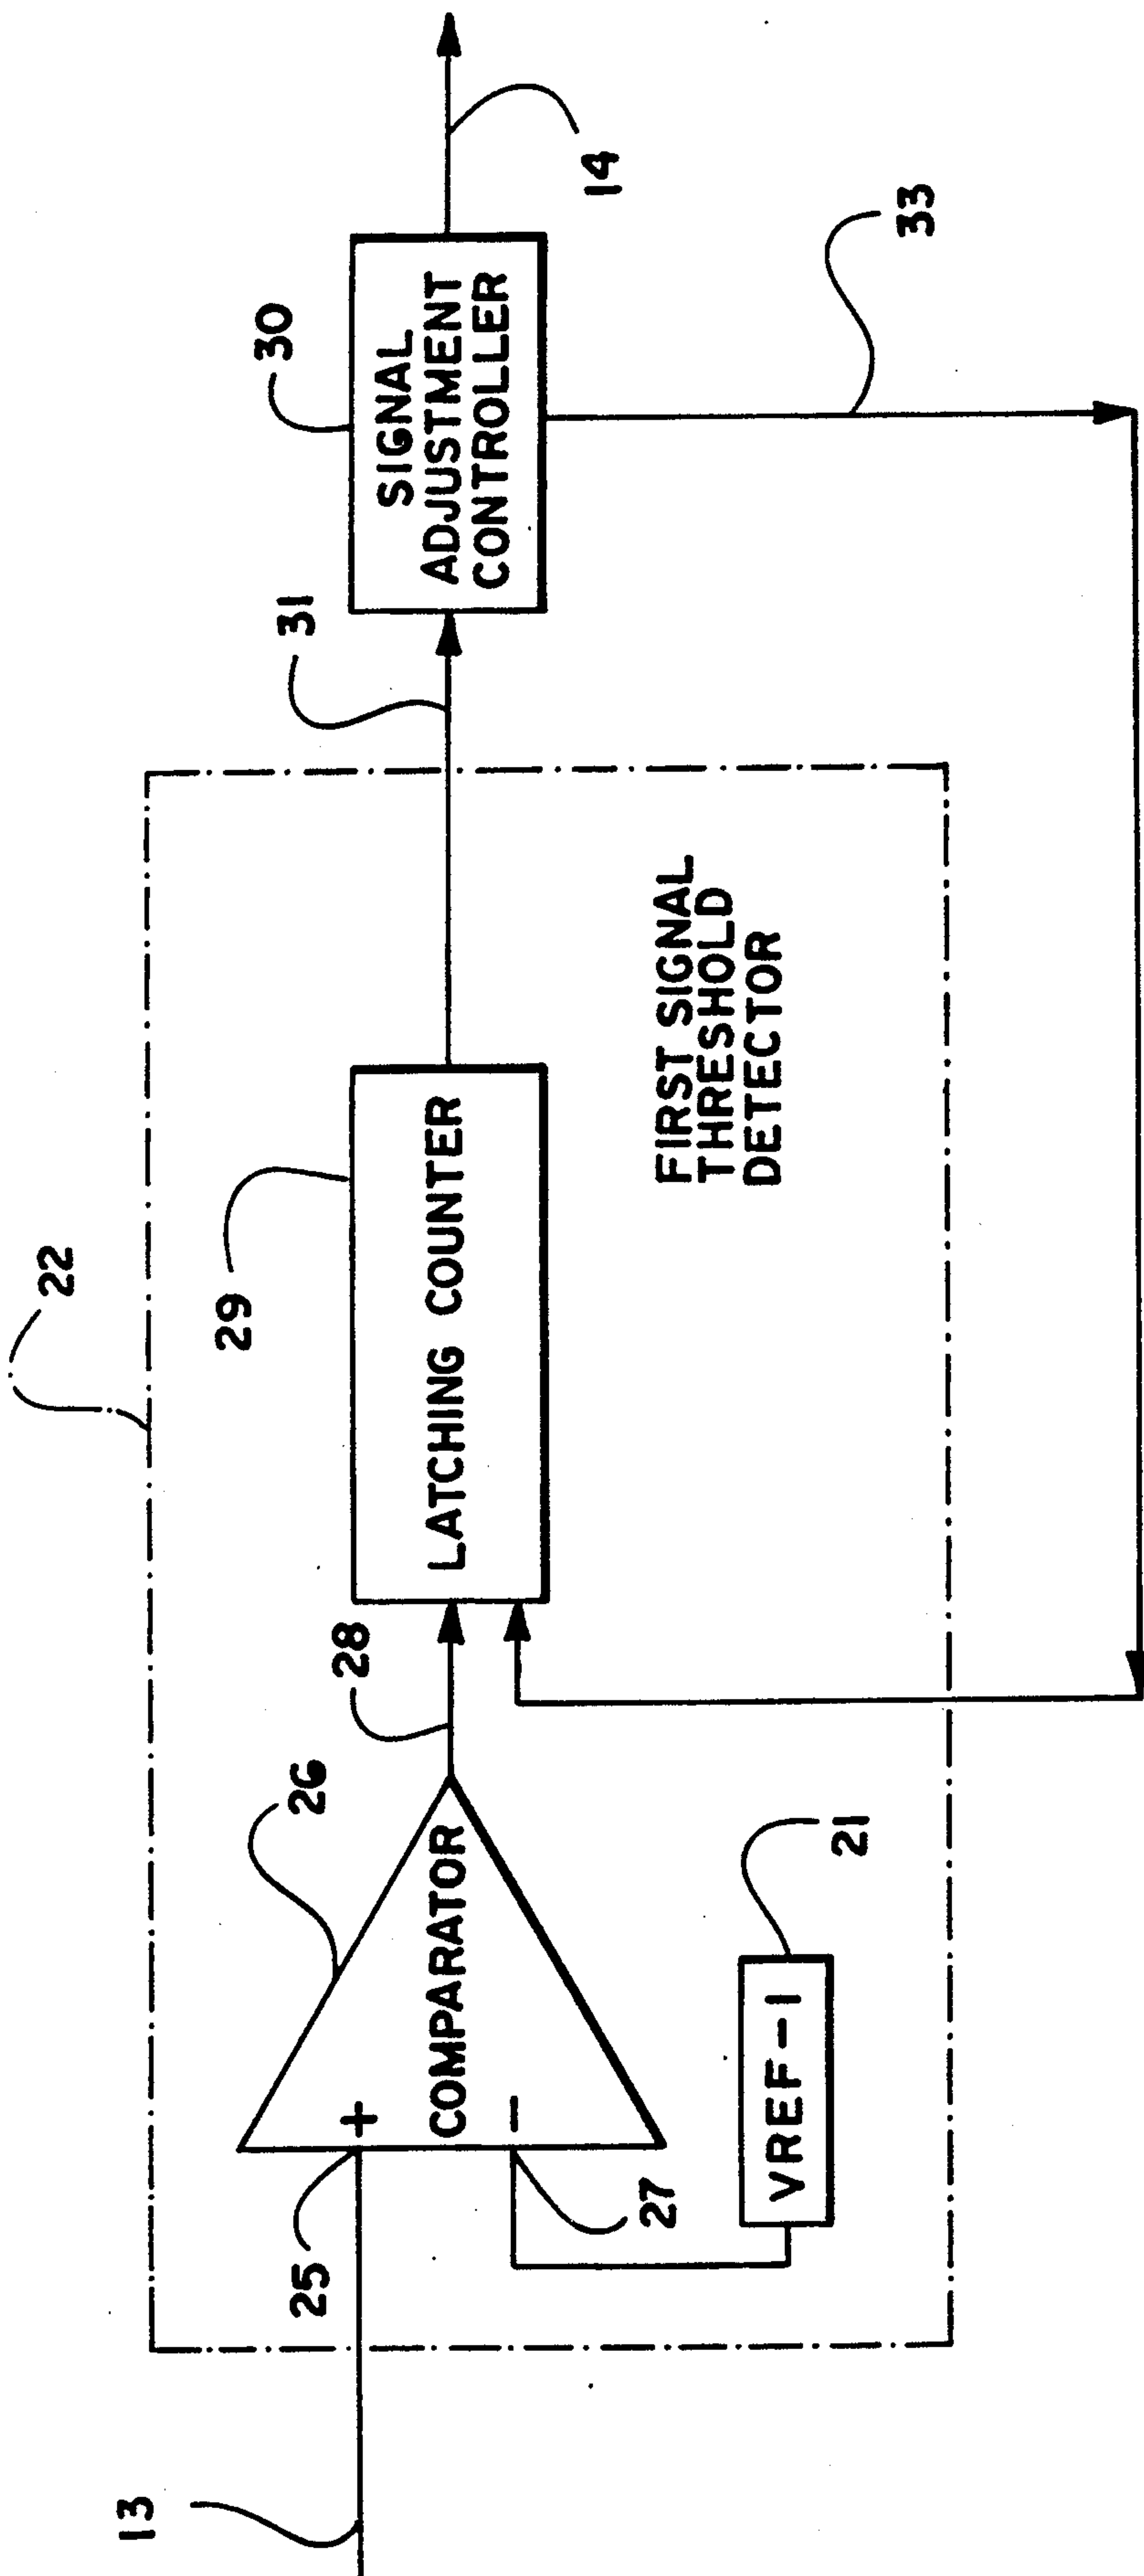 22
13
25
+
26
COMPARATOR
-
27
VREF-1
21
28
29
LATCHING COUNTER
FIRST SIGNAL
THRESHOLD
DETECTOR
31
30
SIGNAL
ADJUSTMENT
CONTROLLER
14
33